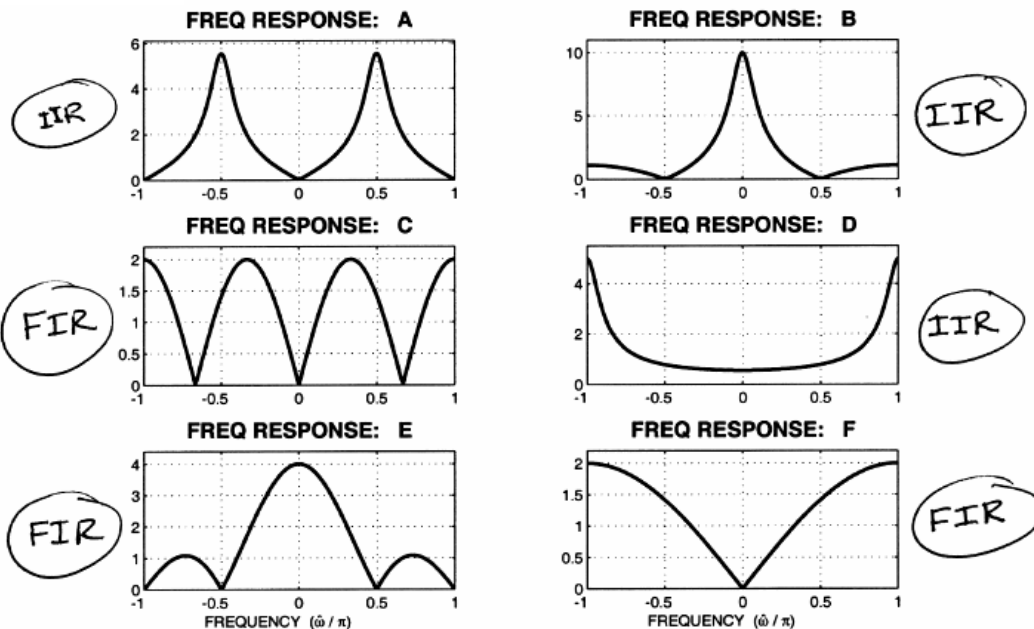 FREQ RESPONSE: A
6
4
2
0
-1 -0.5 0 0.5 1
IIR
FREQ RESPONSE: B
10
5
0
-1 -0.5 0 0.5 1
IIR
FREQ RESPONSE: C
2
1.5
1
0.5
0
-1 -0.5 0 0.5 1
FIR
FREQ RESPONSE: D
4
2
0
-1 -0.5 0 0.5 1
IIR
FREQ RESPONSE: E
4
3
2
1
0
-1 -0.5 0 0.5 1
FREQUENCY (ω̂ / π)
FIR
FREQ RESPONSE: F
2
1.5
1
0.5
0
-1 -0.5 0 0.5 1
FREQUENCY (ω̂ / π)
FIR